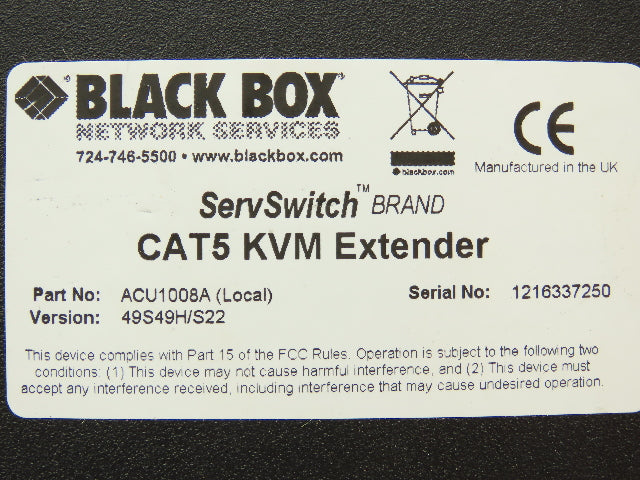 BLACK BOX®
NETWORK SERVICES
724-746-5500 • www.blackbox.com
blackbox.com
CE
Manufactured in the UK
ServSwitch™ BRAND
CAT5 KVM Extender
Part No: ACU1008A (Local) Serial No: 1216337250
Version: 49S49H/S22
This device complies with Part 15 of the FCC Rules. Operation is subject to the following two
conditions: (1) This device may not cause harmful interference, and (2) This device must
accept any interference received, including interference that may cause undesired operation.